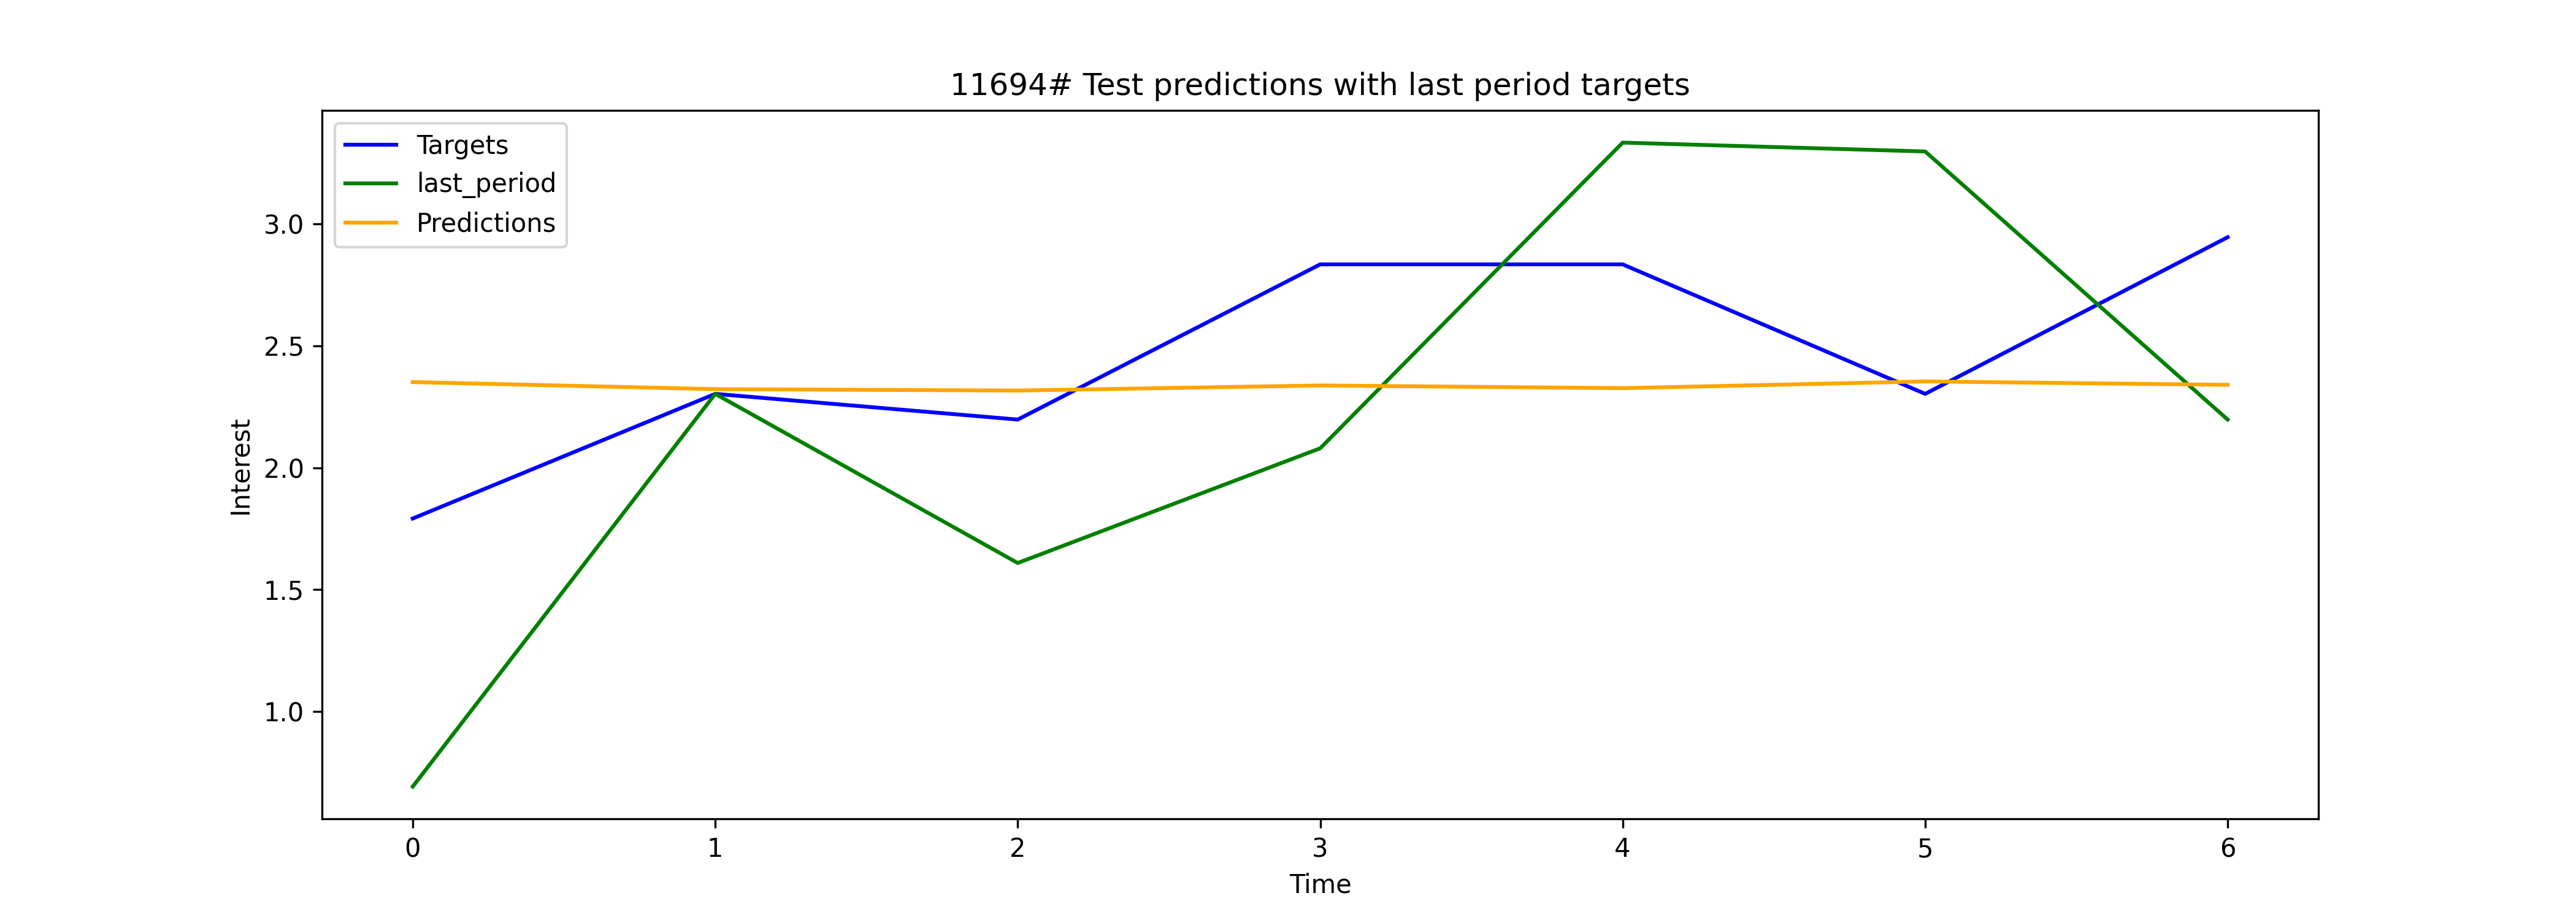 11694# Test predictions with last period targets
Targets
last_period
Predictions
3.0
2.5
2.0
1.5
1.0
Interest
0 1 2 3 4 5 6
Time